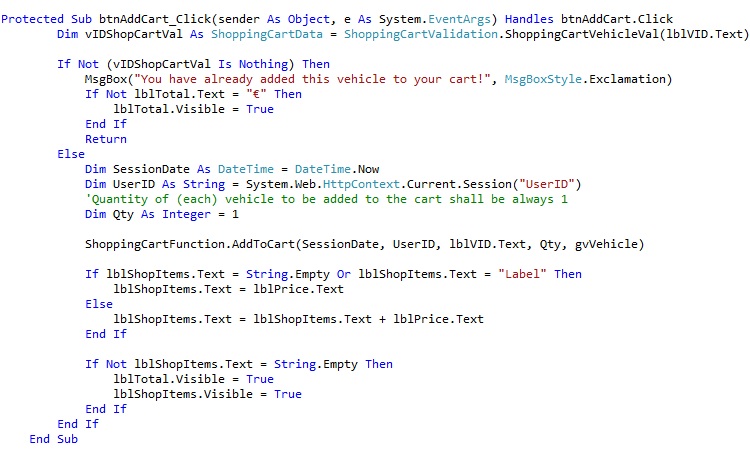 Protected Sub btnAddCart_Click(sender As Object, e As System.EventArgs) Handles btnAddCart.Click
        Dim vIDShopCartVal As ShoppingCartData = ShoppingCartValidation.ShoppingCartVehicleVal(lblVID.Text)

        If Not (vIDShopCartVal Is Nothing) Then
            MsgBox("You have already added this vehicle to your cart!", MsgBoxStyle.Exclamation)
            If Not lblTotal.Text = "€" Then
                lblTotal.Visible = True
            End If
            Return
        Else
            Dim SessionDate As DateTime = DateTime.Now
            Dim UserID As String = System.Web.HttpContext.Current.Session("UserID")
            'Quantity of (each) vehicle to be added to the cart shall be always 1
            Dim Qty As Integer = 1

            ShoppingCartFunction.AddToCart(SessionDate, UserID, lblVID.Text, Qty, gvVehicle)

            If lblShopItems.Text = String.Empty Or lblShopItems.Text = "Label" Then
                lblShopItems.Text = lblPrice.Text
            Else
                lblShopItems.Text = lblShopItems.Text + lblPrice.Text
            End If

            If Not lblShopItems.Text = String.Empty Then
                lblTotal.Visible = True
                lblShopItems.Visible = True
            End If
        End If
    End Sub